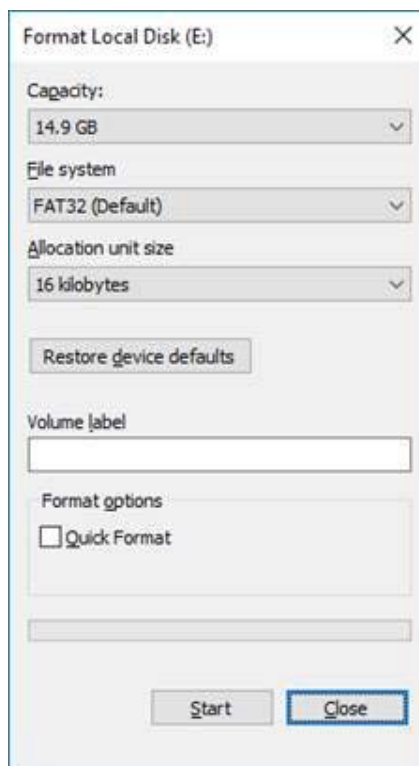 Format Local Disk (E:)
Capacity:
14.9 GB
File system
FAT32 (Default)
Allocation unit size
16 kilobytes
Restore device defaults
Volume label
Format options
Quick Format
Start Close